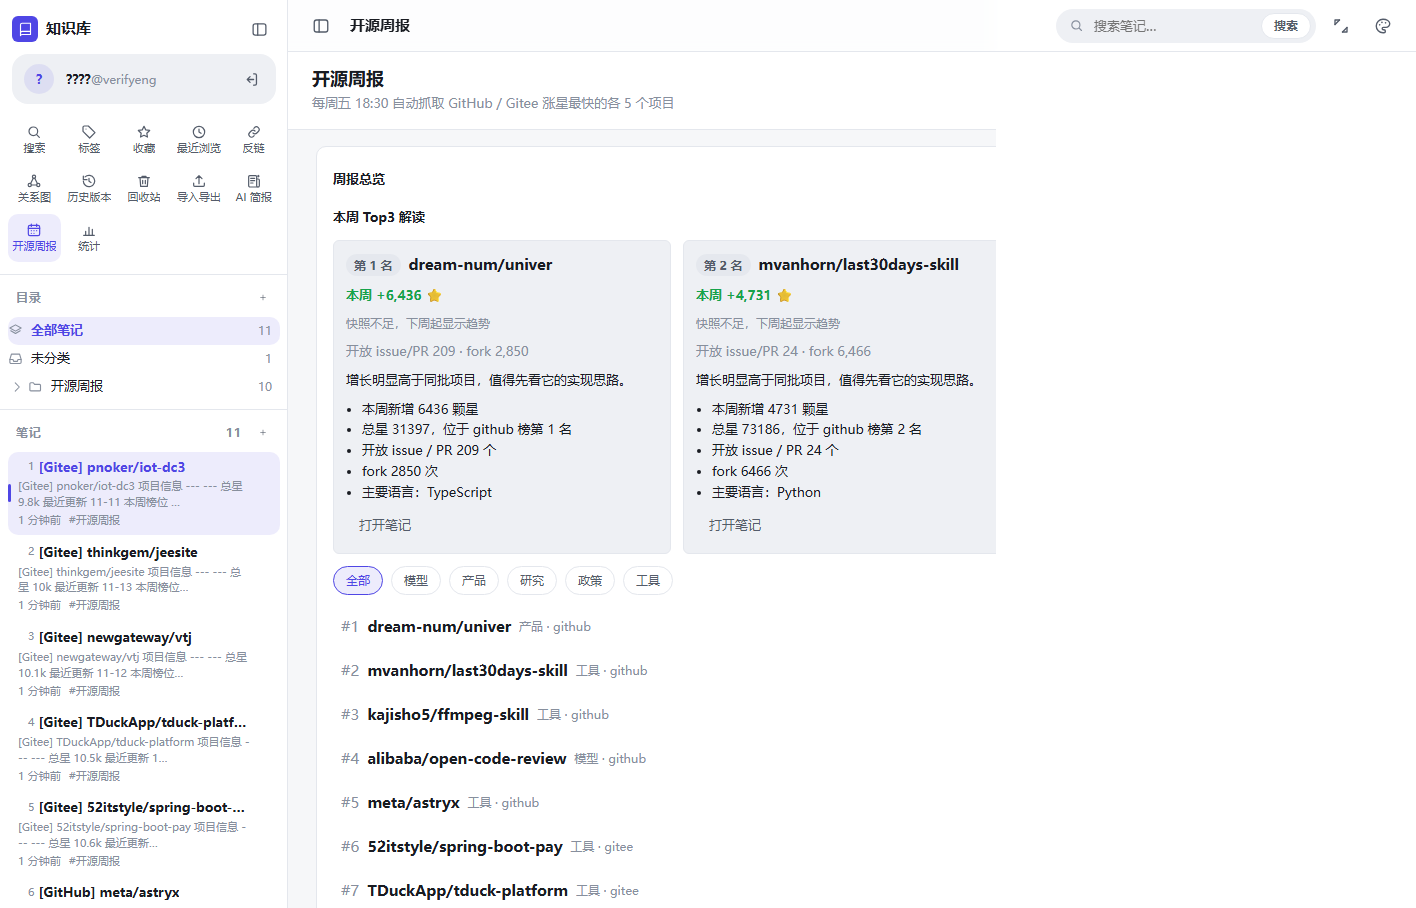 知识库
?
????@verifyeng
搜索
标签
收藏
最近浏览
反链
关系图
历史版本
回收站
导入导出
AI 简报
开源周报
统计
目录
+
全部笔记 11
未分类 1
开源周报 10
笔记 11 +
1 [Gitee] pnoker/iot-dc3
[Gitee] pnoker/iot-dc3 项目信息 --- --- 总星
9.8k 最近更新 11-11 本周榜位 ...
1 分钟前 #开源周报
2 [Gitee] thinkgem/jeesite
[Gitee] thinkgem/jeesite 项目信息 --- --- 总
星 10k 最近更新 11-13 本周榜位...
1 分钟前 #开源周报
3 [Gitee] newgateway/vtj
[Gitee] newgateway/vtj 项目信息 --- --- 总星
10.1k 最近更新 11-12 本周榜位...
1 分钟前 #开源周报
4 [Gitee] TDuckApp/tduck-platf...
[Gitee] TDuckApp/tduck-platform 项目信息 -
-- --- 总星 10.5k 最近更新 1...
1 分钟前 #开源周报
5 [Gitee] 52itstyle/spring-boot-...
[Gitee] 52itstyle/spring-boot-pay 项目信息 -
-- --- 总星 10.6k 最近更新...
1 分钟前 #开源周报
6 [GitHub] meta/astryx
开源周报
搜索笔记...
搜索
开源周报
每周五 18:30 自动抓取 GitHub / Gitee 涨星最快的各 5 个项目
周报总览
本周 Top3 解读
第 1 名 dream-num/univer
本周 +6,436 ⭐
快照不足，下周起显示趋势
开放 issue/PR 209 · fork 2,850
增长明显高于同批项目，值得先看它的实现思路。
• 本周新增 6436 颗星
• 总星 31397，位于 github 榜第 1 名
• 开放 issue / PR 209 个
• fork 2850 次
• 主要语言：TypeScript
打开笔记
第 2 名 mvanhorn/last30days-skill
本周 +4,731 ⭐
快照不足，下周起显示趋势
开放 issue/PR 24 · fork 6,466
增长明显高于同批项目，值得先看它的实现思路。
• 本周新增 4731 颗星
• 总星 73186，位于 github 榜第 2 名
• 开放 issue / PR 24 个
• fork 6466 次
• 主要语言：Python
打开笔记
全部
模型
产品
研究
政策
工具
#1 dream-num/univer 产品 · github
#2 mvanhorn/last30days-skill 工具 · github
#3 kajisho5/ffmpeg-skill 工具 · github
#4 alibaba/open-code-review 模型 · github
#5 meta/astryx 工具 · github
#6 52itstyle/spring-boot-pay 工具 · gitee
#7 TDuckApp/tduck-platform 工具 · gitee